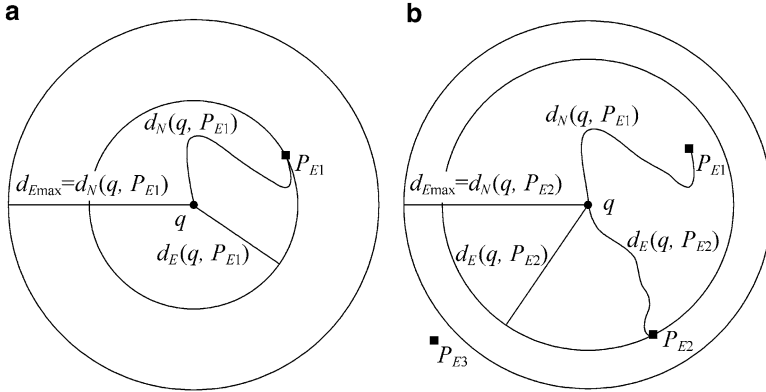 a
d_N(q, P_E1)
P_E1
d_Emax=d_N(q, P_E1)
q
d_E(q, P_E1)
b
d_N(q, P_E1)
P_E1
d_Emax=d_N(q, P_E2)
q
d_E(q, P_E2)
d_E(q, P_E2)
P_E2
P_E3